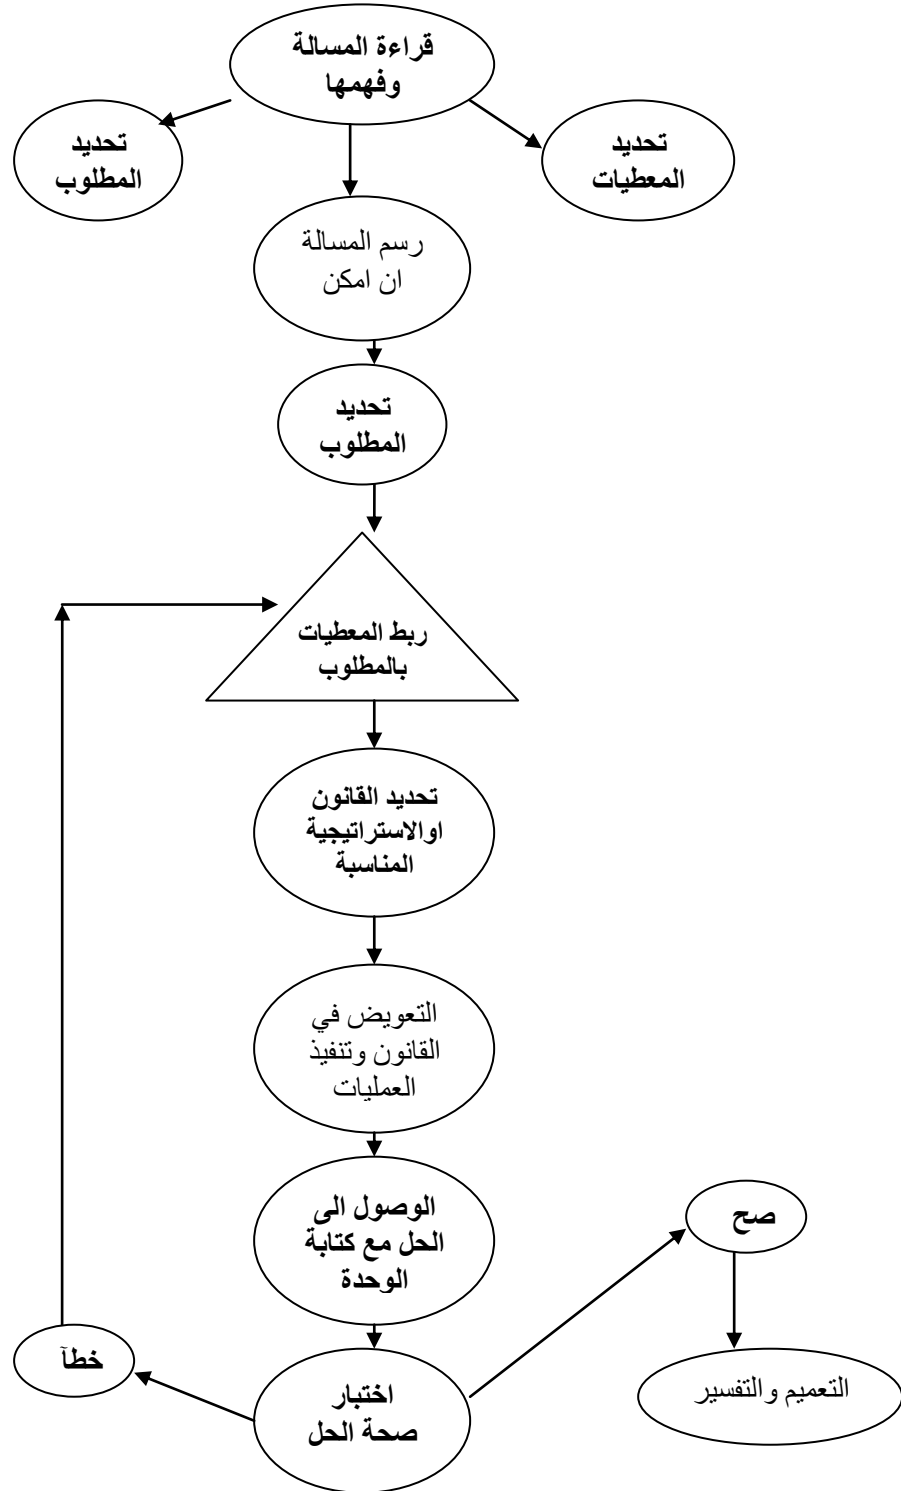 قراءة المسالة
وفهمها
تحديد
المعطيات
تحديد
المطلوب
رسم المسالة
ان امكن
تحديد
المطلوب
ربط المعطيات
بالمطلوب
تحديد القانون
اوالاستراتيجية
المناسبة
التعويض في
القانون وتنفيذ
العمليات
الوصول الى
الحل مع كتابة
الوحدة
صح
خطآ
اختبار
صحة الحل
التعميم والتفسير